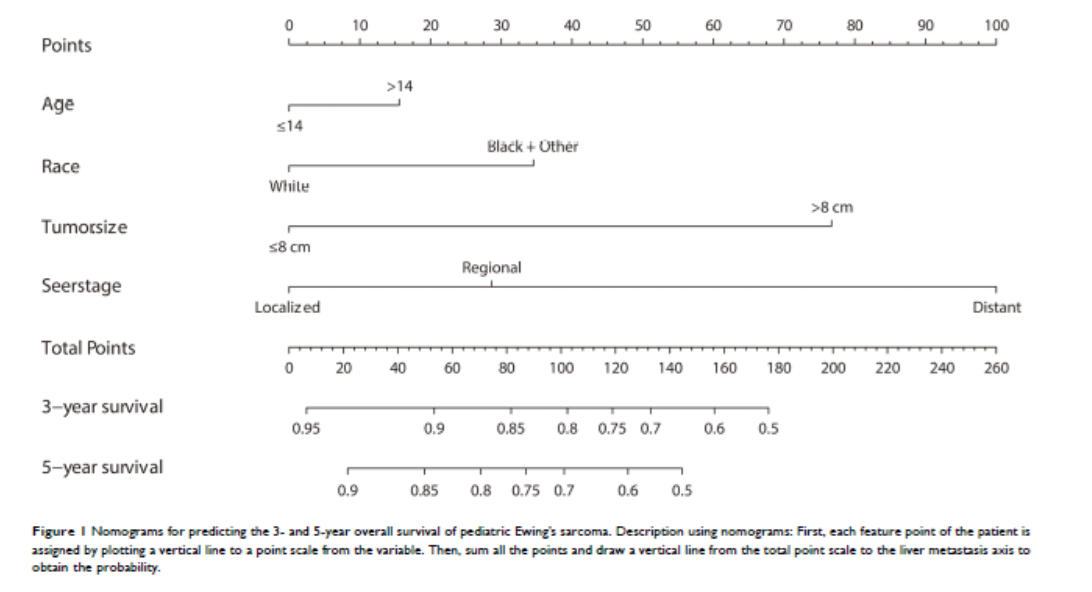 0 10 20 30 40 50 60 70 80 90 100
Points
>14
Age
≤14
Black + Other
Race
White
>8 cm
Tumorsize
≤8 cm
Regional
Seerstage
Localized Distant
Total Points
0 20 40 60 80 100 120 140 160 180 200 220 240 260
3–year survival
0.95 0.9 0.85 0.8 0.75 0.7 0.6 0.5
5–year survival
0.9 0.85 0.8 0.75 0.7 0.6 0.5
Figure 1 Nomograms for predicting the 3- and 5-year overall survival of pediatric Ewing's sarcoma. Description using nomograms: First, each feature point of the patient is
assigned by plotting a vertical line to a point scale from the variable. Then, sum all the points and draw a vertical line from the total point scale to the liver metastasis axis to
obtain the probability.